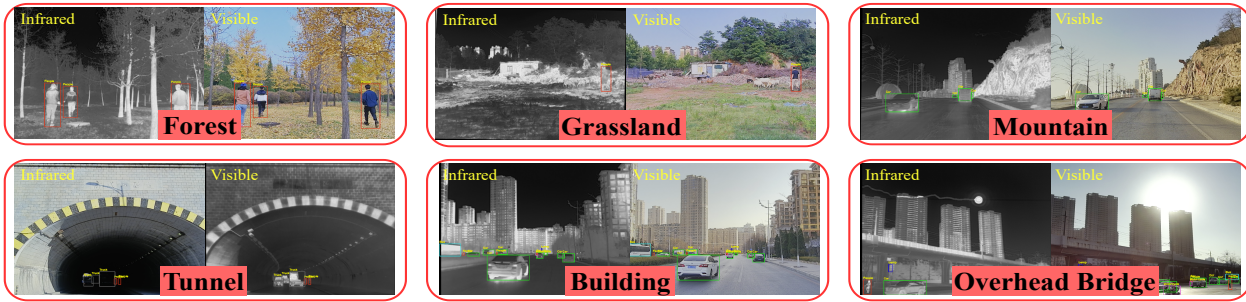 Infrared Visible
Forest
Infrared Visible
Grassland
Infrared Visible
Mountain
Infrared Visible
Tunnel
Infrared Visible
Building
Infrared Visible
Overhead Bridge